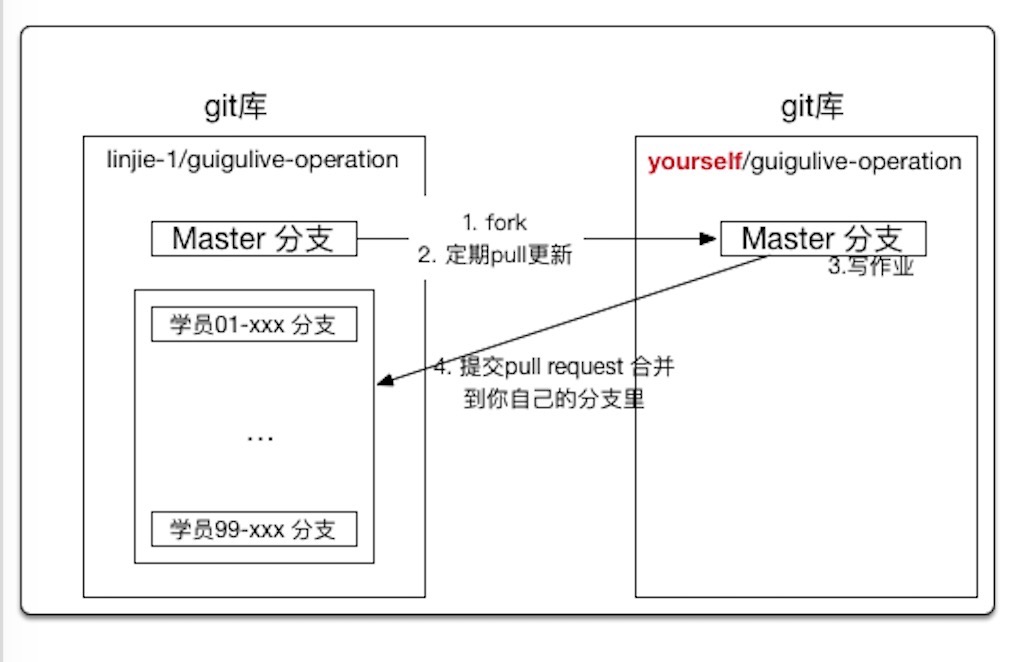 git库
linjie-1/guigulive-operation
Master 分支
学员01-xxx 分支
...
学员99-xxx 分支
1. fork
2. 定期pull更新
4. 提交pull request 合并
到你自己的分支里
git库
yourself/guigulive-operation
Master 分支
3.写作业